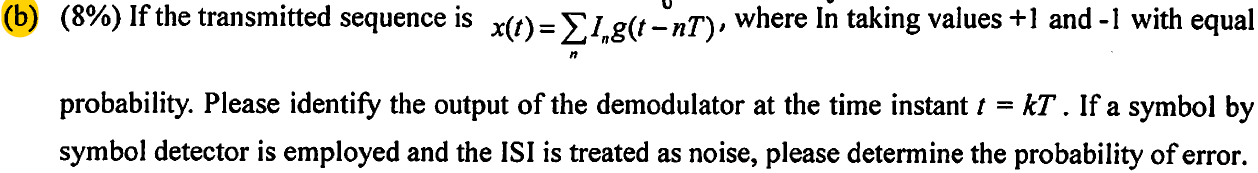 (b) (8%) If the transmitted sequence is x(t)=∑I_n g(t−nT), where In taking values +1 and -1 with equal
n
probability. Please identify the output of the demodulator at the time instant t = kT . If a symbol by
symbol detector is employed and the ISI is treated as noise, please determine the probability of error.